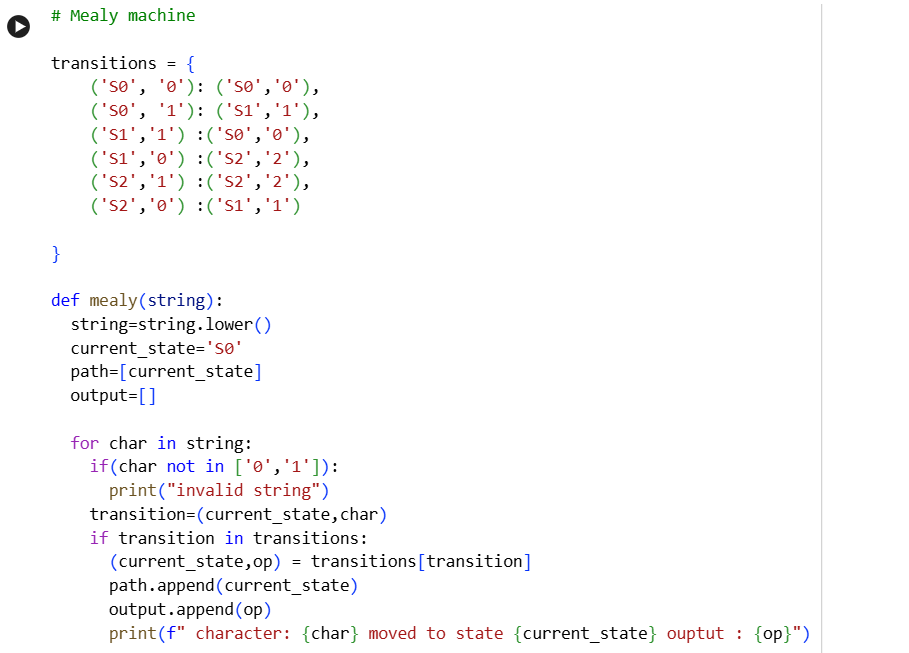 # Mealy machine
transitions = {
('S0', '0'): ('S0','0'),
('S0', '1'): ('S1','1'),
('S1','1') :('S0','0'),
('S1','0') :('S2','2'),
('S2','1') :('S2','2'),
('S2','0') :('S1','1')
}
def mealy(string):
string=string.lower()
current_state='S0'
path=[current_state]
output=[]
for char in string:
if(char not in ['0','1']):
print("invalid string")
transition=(current_state,char)
if transition in transitions:
(current_state,op) = transitions[transition]
path.append(current_state)
output.append(op)
print(f" character: {char} moved to state {current_state} ouptut : {op}")